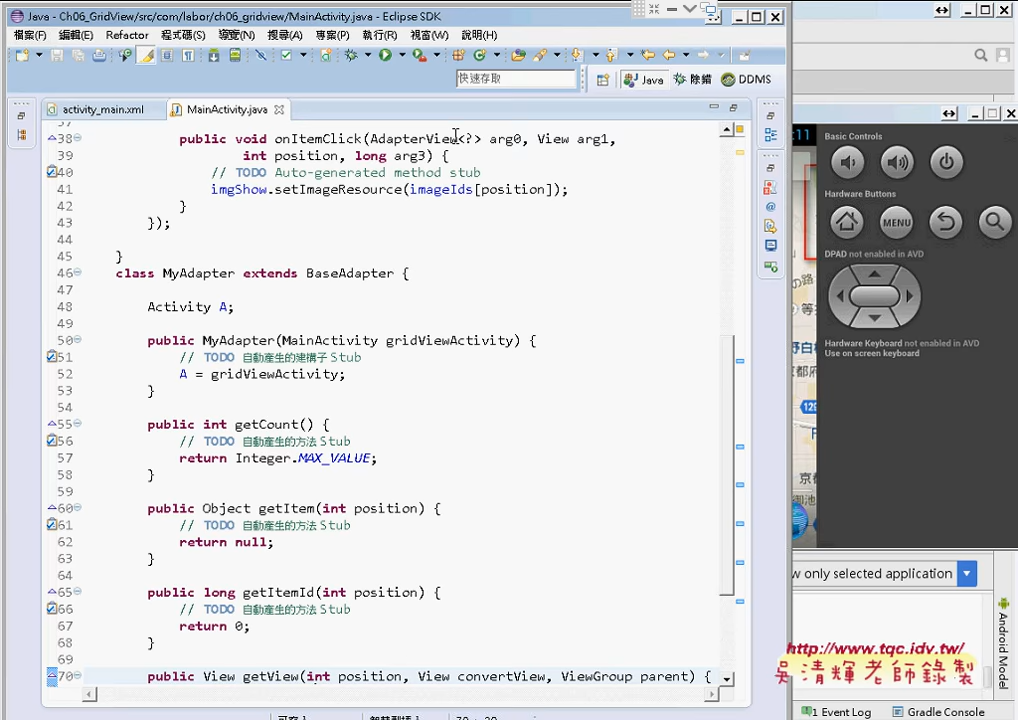 Java - Ch06_GridView/src/com/labor/ch06_gridview/MainActivity.java - Eclipse SDK
檔案(F) 編輯(E) Refactor 程式碼(S) 導覽(N) 搜尋(A) 專案(P) 執行(R) 視窗(W) 說明(H)
快速存取
Java 除錯 DDMS
activity_main.xml MainActivity.java
38 public void onItemClick(AdapterView<?> arg0, View arg1,
39 int position, long arg3) {
40 // TODO Auto-generated method stub
41 imgShow.setImageResource(imageIds[position]);
42 }
43 });
44
45 }
46 class MyAdapter extends BaseAdapter {
47
48 Activity A;
49
50 public MyAdapter(MainActivity gridViewActivity) {
51 // TODO 自動產生的建構子 Stub
52 A = gridViewActivity;
53 }
54
55 public int getCount() {
56 // TODO 自動產生的方法 Stub
57 return Integer.MAX_VALUE;
58 }
59
60 public Object getItem(int position) {
61 // TODO 自動產生的方法 Stub
62 return null;
63 }
64
65 public long getItemId(int position) {
66 // TODO 自動產生的方法 Stub
67 return 0;
68 }
69
70 public View getView(int position, View convertView, ViewGroup parent) {
Basic Controls
Hardware Buttons
MENU
DPAD not enabled in AVD
Hardware Keyboard not enabled in AVD
Use on screen keyboard
w only selected application
Android Model
http://www.tqc.idv.tw/
吳清輝老師錄製
1 Event Log Gradle Console